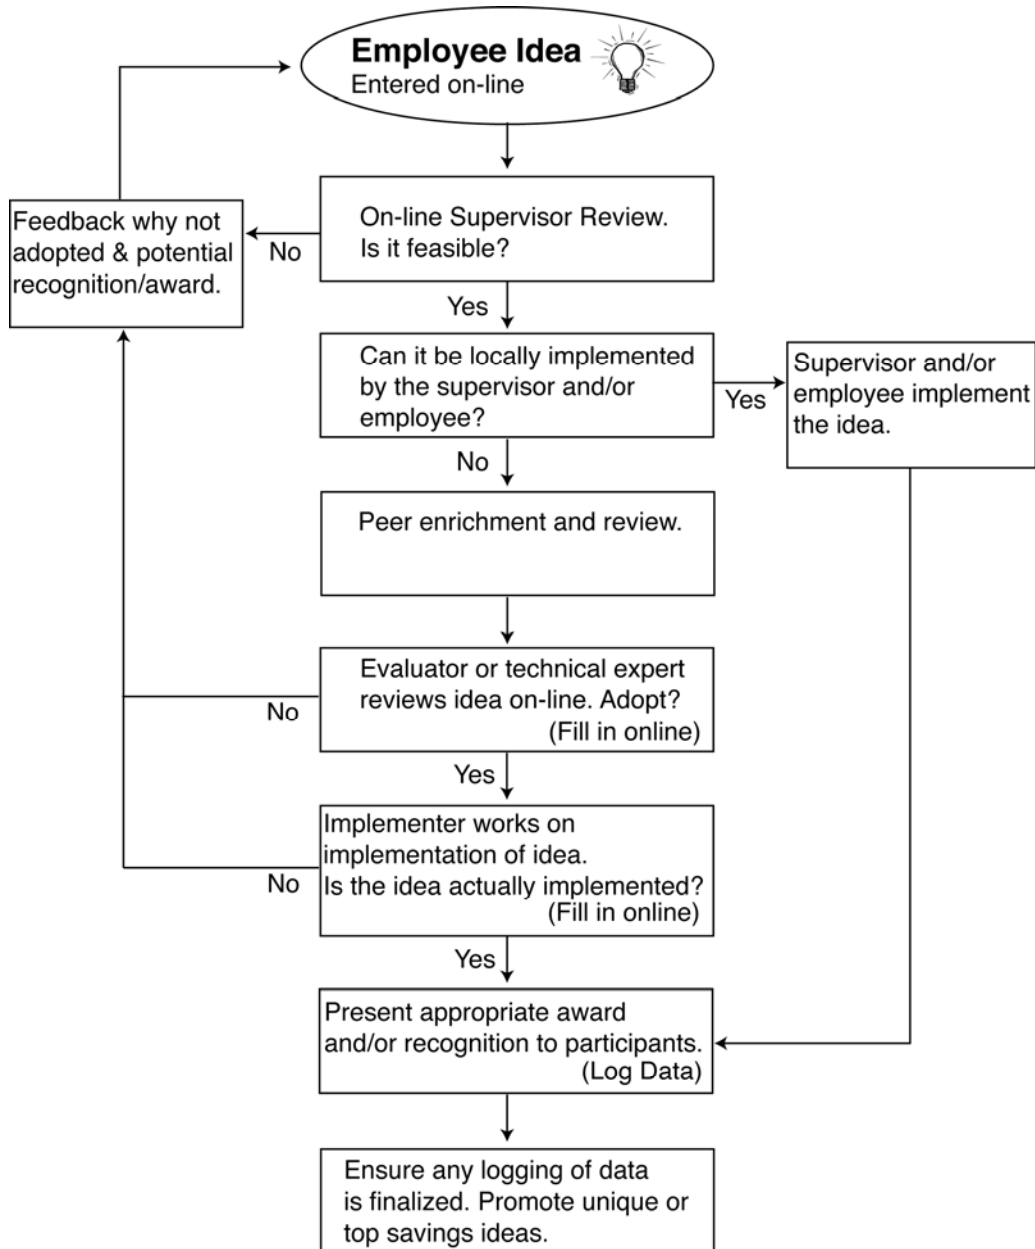 Employee Idea
Entered on-line
On-line Supervisor Review.
Is it feasible?
No
Feedback why not
adopted & potential
recognition/award.
Yes
Can it be locally implemented
by the supervisor and/or
employee?
Yes
Supervisor and/or
employee implement
the idea.
No
Peer enrichment and review.
Evaluator or technical expert
reviews idea on-line. Adopt?
(Fill in online)
No
Yes
Implementer works on
implementation of idea.
Is the idea actually implemented?
(Fill in online)
No
Yes
Present appropriate award
and/or recognition to participants.
(Log Data)
Ensure any logging of data
is finalized. Promote unique or
top savings ideas.